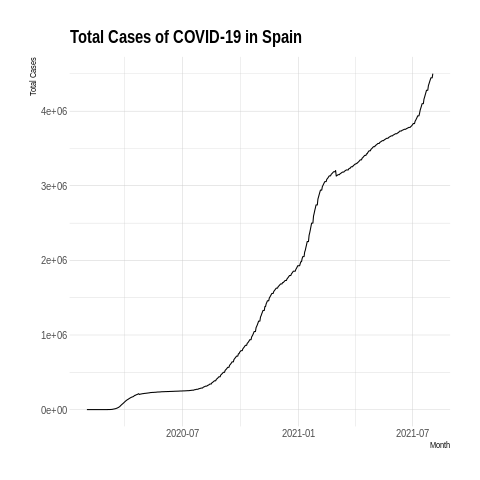 Total Cases of COVID-19 in Spain
Total Cases
4e+06
3e+06
2e+06
1e+06
0e+00
2020-07
2021-01
2021-07
Month